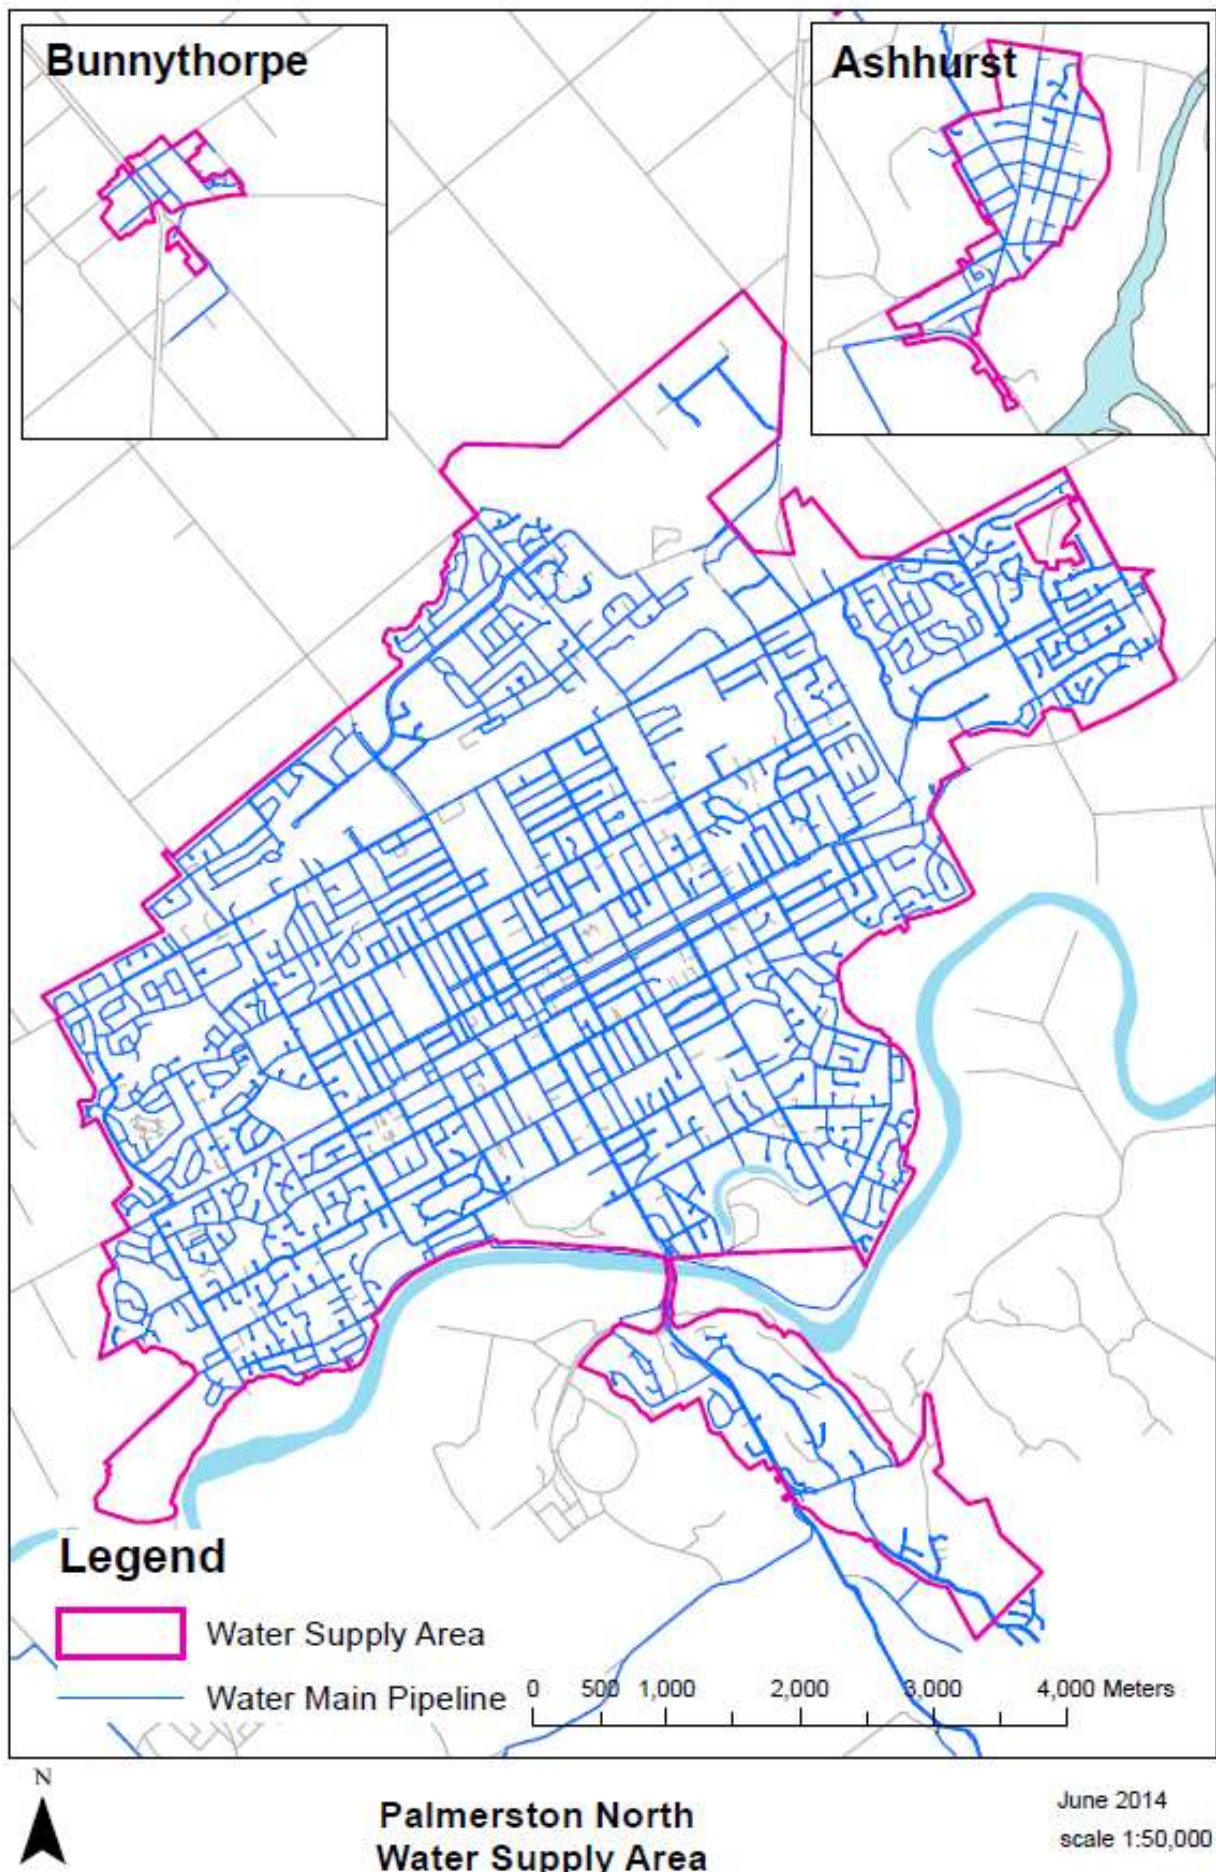 Bunnythorpe
Ashhurst
Legend
Water Supply Area
Water Main Pipeline
0 500 1,000 2,000 3,000 4,000 Meters
N
Palmerston North
Water Supply Area
June 2014
scale 1:50,000